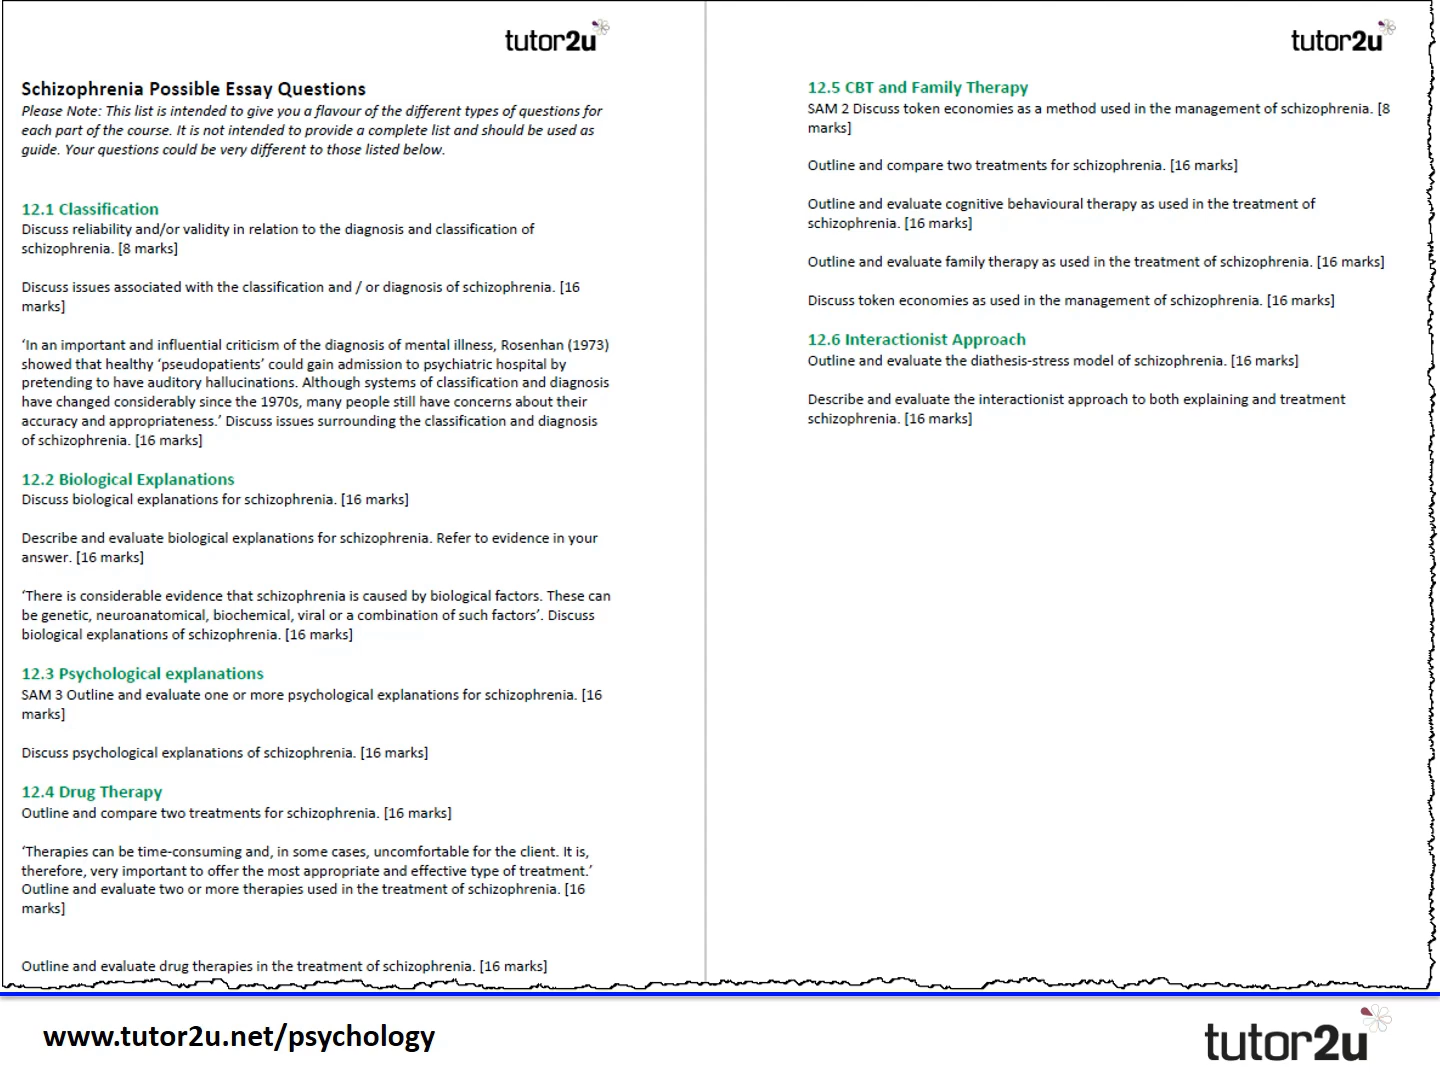 tutor2u
Schizophrenia Possible Essay Questions
Please Note: This list is intended to give you a flavour of the different types of questions for
each part of the course. It is not intended to provide a complete list and should be used as
guide. Your questions could be very different to those listed below.
12.1 Classification
Discuss reliability and/or validity in relation to the diagnosis and classification of
schizophrenia. [8 marks]
Discuss issues associated with the classification and / or diagnosis of schizophrenia. [16
marks]
‘In an important and influential criticism of the diagnosis of mental illness, Rosenhan (1973)
showed that healthy ‘pseudopatients’ could gain admission to psychiatric hospital by
pretending to have auditory hallucinations. Although systems of classification and diagnosis
have changed considerably since the 1970s, many people still have concerns about their
accuracy and appropriateness.’ Discuss issues surrounding the classification and diagnosis
of schizophrenia. [16 marks]
12.2 Biological Explanations
Discuss biological explanations for schizophrenia. [16 marks]
Describe and evaluate biological explanations for schizophrenia. Refer to evidence in your
answer. [16 marks]
‘There is considerable evidence that schizophrenia is caused by biological factors. These can
be genetic, neuroanatomical, biochemical, viral or a combination of such factors’. Discuss
biological explanations of schizophrenia. [16 marks]
12.3 Psychological explanations
SAM 3 Outline and evaluate one or more psychological explanations for schizophrenia. [16
marks]
Discuss psychological explanations of schizophrenia. [16 marks]
12.4 Drug Therapy
Outline and compare two treatments for schizophrenia. [16 marks]
‘Therapies can be time-consuming and, in some cases, uncomfortable for the client. It is,
therefore, very important to offer the most appropriate and effective type of treatment.’
Outline and evaluate two or more therapies used in the treatment of schizophrenia. [16
marks]
Outline and evaluate drug therapies in the treatment of schizophrenia. [16 marks]
tutor2u
12.5 CBT and Family Therapy
SAM 2 Discuss token economies as a method used in the management of schizophrenia. [8
marks]
Outline and compare two treatments for schizophrenia. [16 marks]
Outline and evaluate cognitive behavioural therapy as used in the treatment of
schizophrenia. [16 marks]
Outline and evaluate family therapy as used in the treatment of schizophrenia. [16 marks]
Discuss token economies as used in the management of schizophrenia. [16 marks]
12.6 Interactionist Approach
Outline and evaluate the diathesis-stress model of schizophrenia. [16 marks]
Describe and evaluate the interactionist approach to both explaining and treatment
schizophrenia. [16 marks]
www.tutor2u.net/psychology
tutor2u